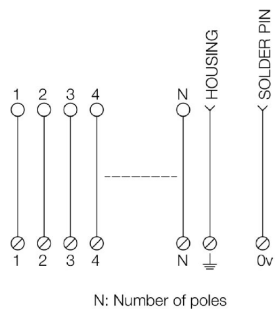 HOUSING
SOLDER PIN
1 2 3 4 N
1 2 3 4 N 0v
N: Number of poles